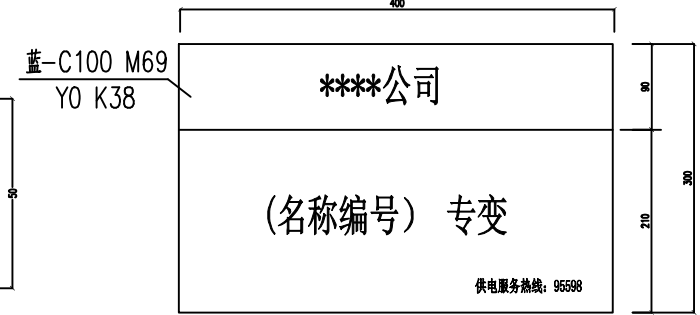 400
蓝-C100 M69
Y0 K38
****公司
90
50
300
(名称编号) 专变
210
供电服务热线：95598